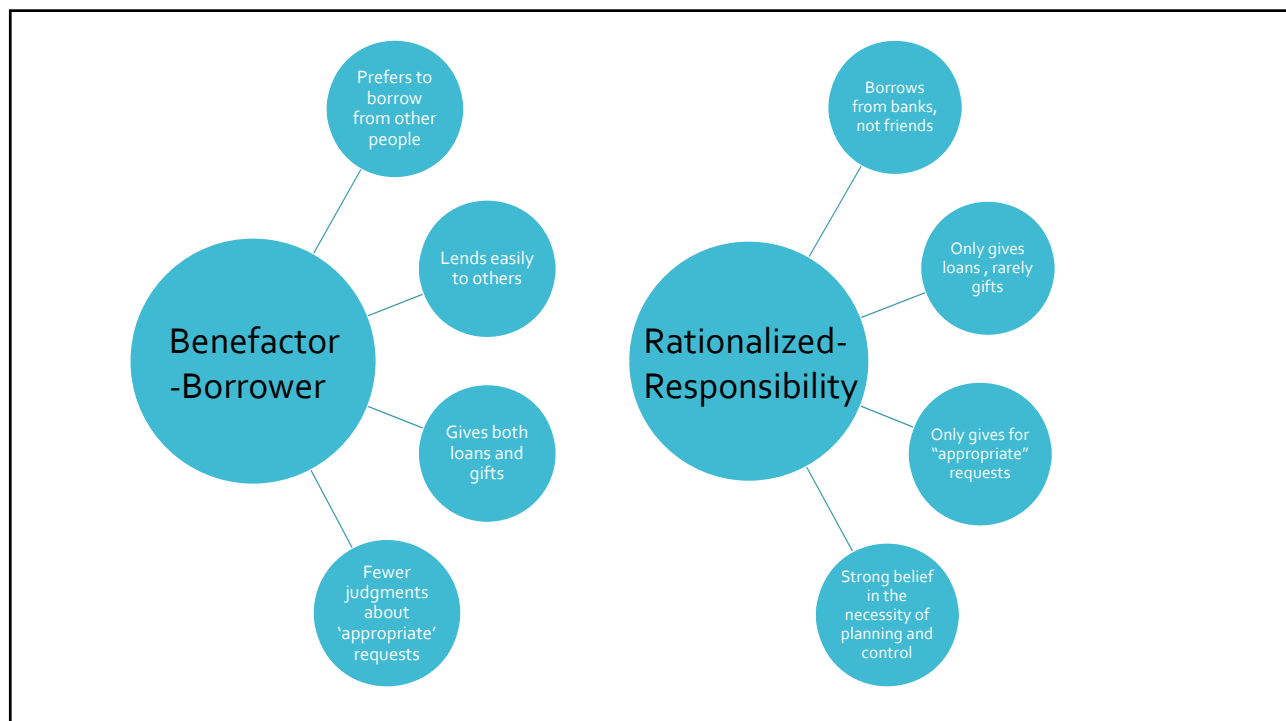 Benefactor
-Borrower
Prefers to
borrow
from other
people
Lends easily
to others
Gives both
loans and
gifts
Fewer
judgments
about
‘appropriate’
requests
Rationalized-
Responsibility
Borrows
from banks,
not friends
Only gives
loans , rarely
gifts
Only gives for
“appropriate”
requests
Strong belief
in the
necessity of
planning and
control